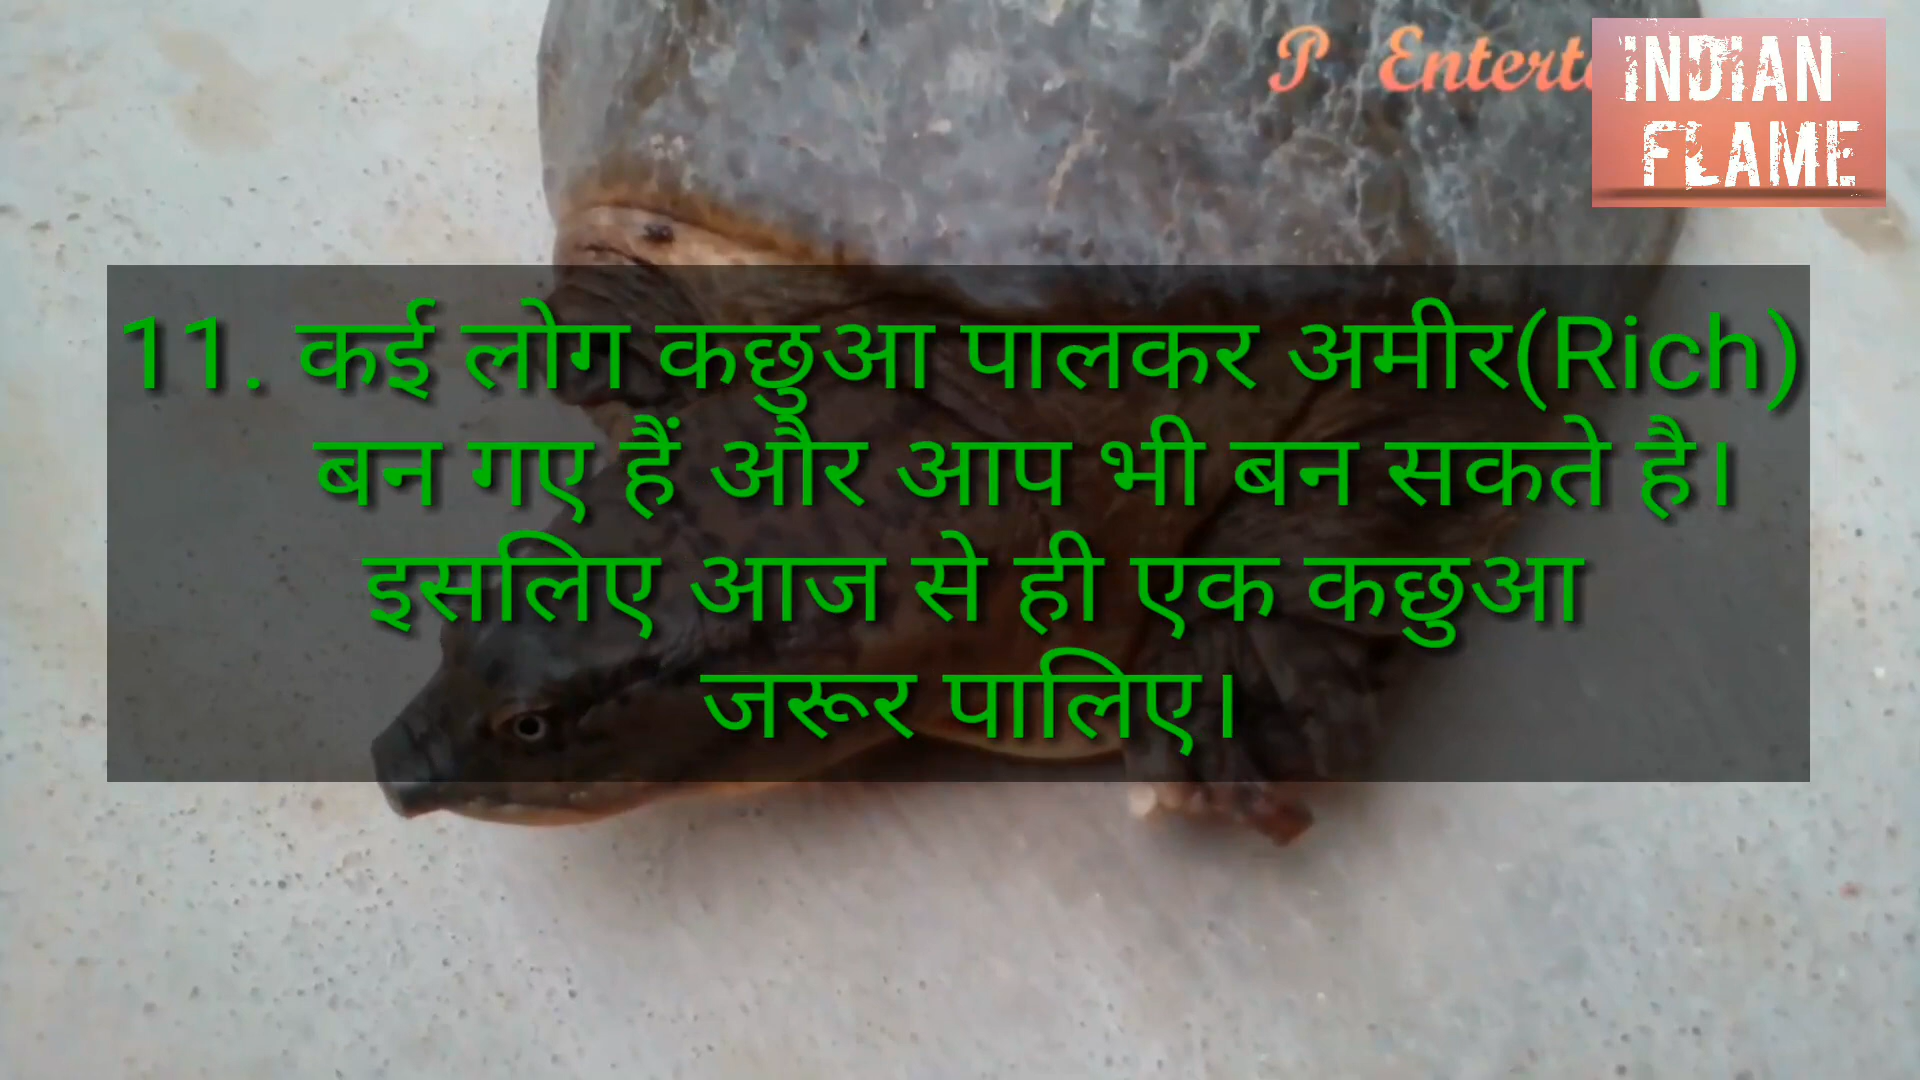 P Entert
INDIAN
FLAME
11. कई लोग कछुआ पालकर अमीर(Rich)
बन गए हैं और आप भी बन सकते है।
इसलिए आज से ही एक कछुआ
जरूर पालिए।